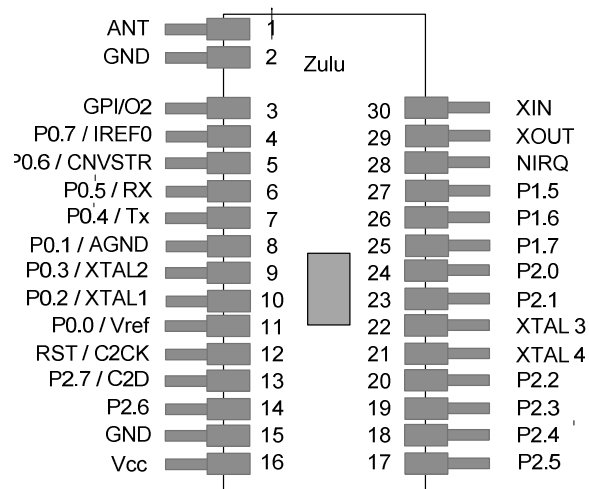 ANT 1
GND 2 Zulu
GPI/O2 3 30 XIN
P0.7 / IREF0 4 29 XOUT
P0.6 / CNVSTR 5 28 NIRQ
P0.5 / RX 6 27 P1.5
P0.4 / Tx 7 26 P1.6
P0.1 / AGND 8 25 P1.7
P0.3 / XTAL2 9 24 P2.0
P0.2 / XTAL1 10 23 P2.1
P0.0 / Vref 11 22 XTAL 3
RST / C2CK 12 21 XTAL 4
P2.7 / C2D 13 20 P2.2
P2.6 14 19 P2.3
GND 15 18 P2.4
Vcc 16 17 P2.5